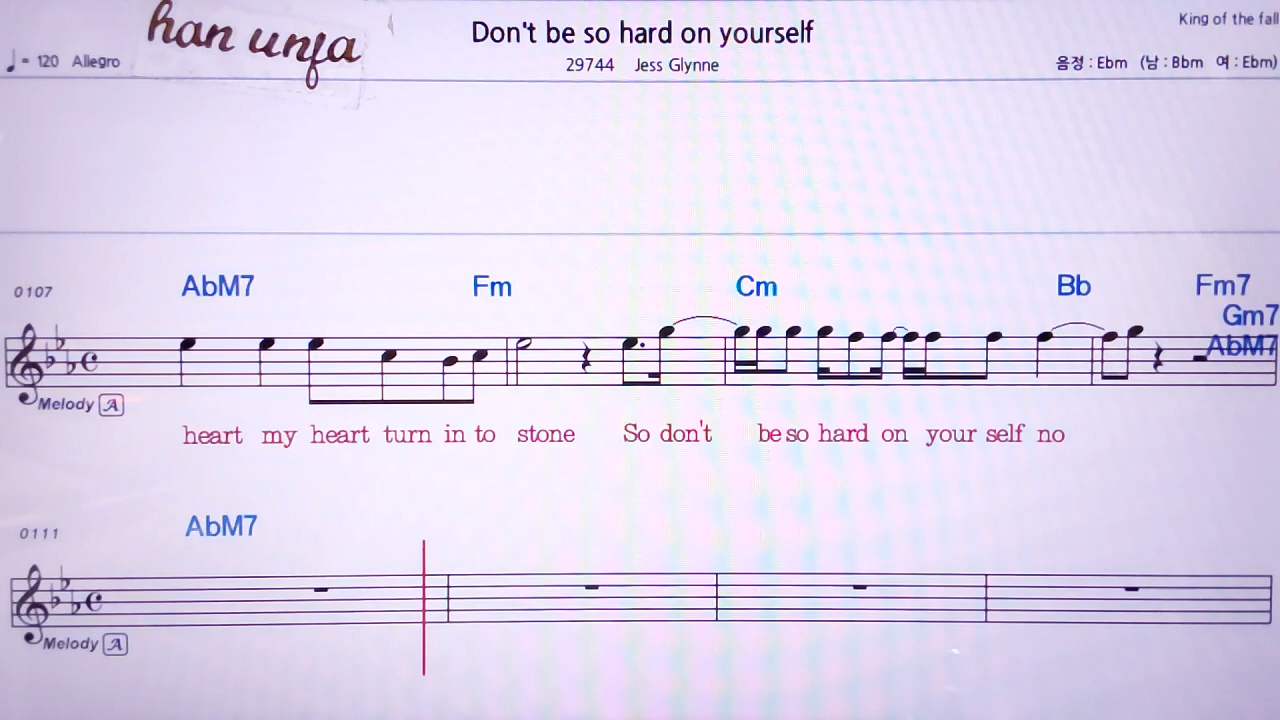 han unfa
Don't be so hard on yourself
King of the fall
= 120 Allegro
29744 Jess Glynne
음정 : Ebm (남 : Bbm 여 : Ebm)
0107 AbM7 Fm Cm Bb Fm7
Gm7
AbM7
Melody A
heart my heart turn in to stone So don't be so hard on your self no
0111 AbM7
Melody A